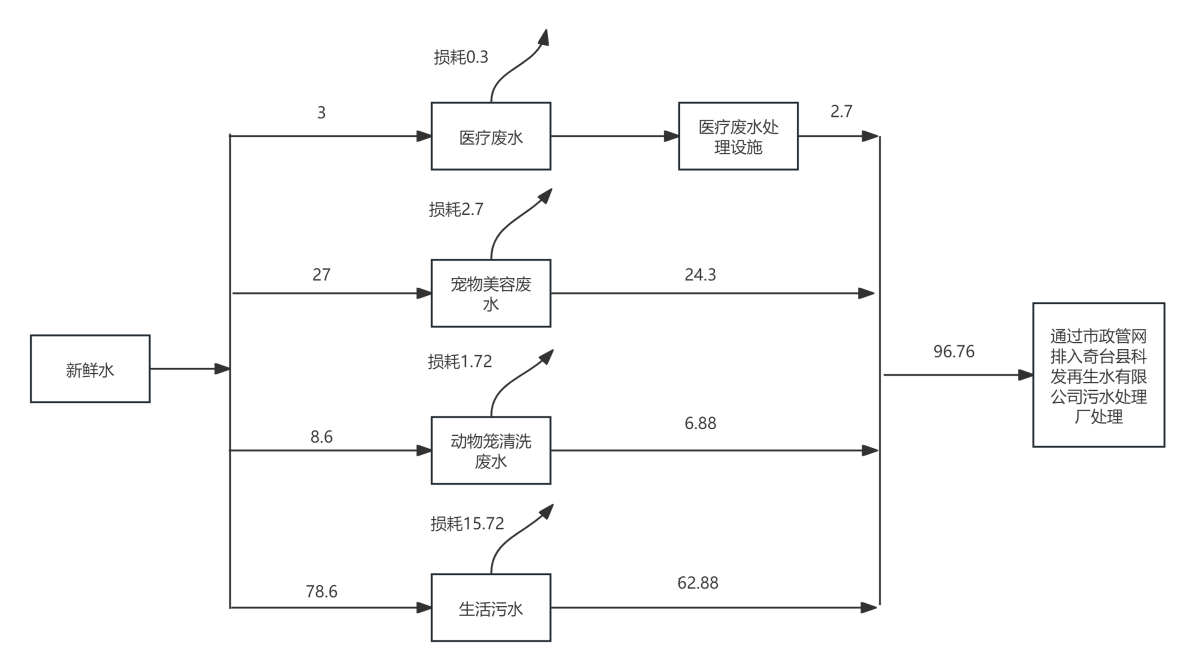 损耗0.3
3
医疗废水
医疗废水处
理设施
2.7
损耗2.7
27
宠物美容废
水
24.3
新鲜水
损耗1.72
8.6
动物笼清洗
废水
6.88
96.76
通过市政管网
排入奇台县科
发再生水有限
公司污水处理
厂处理
损耗15.72
78.6
生活污水
62.88